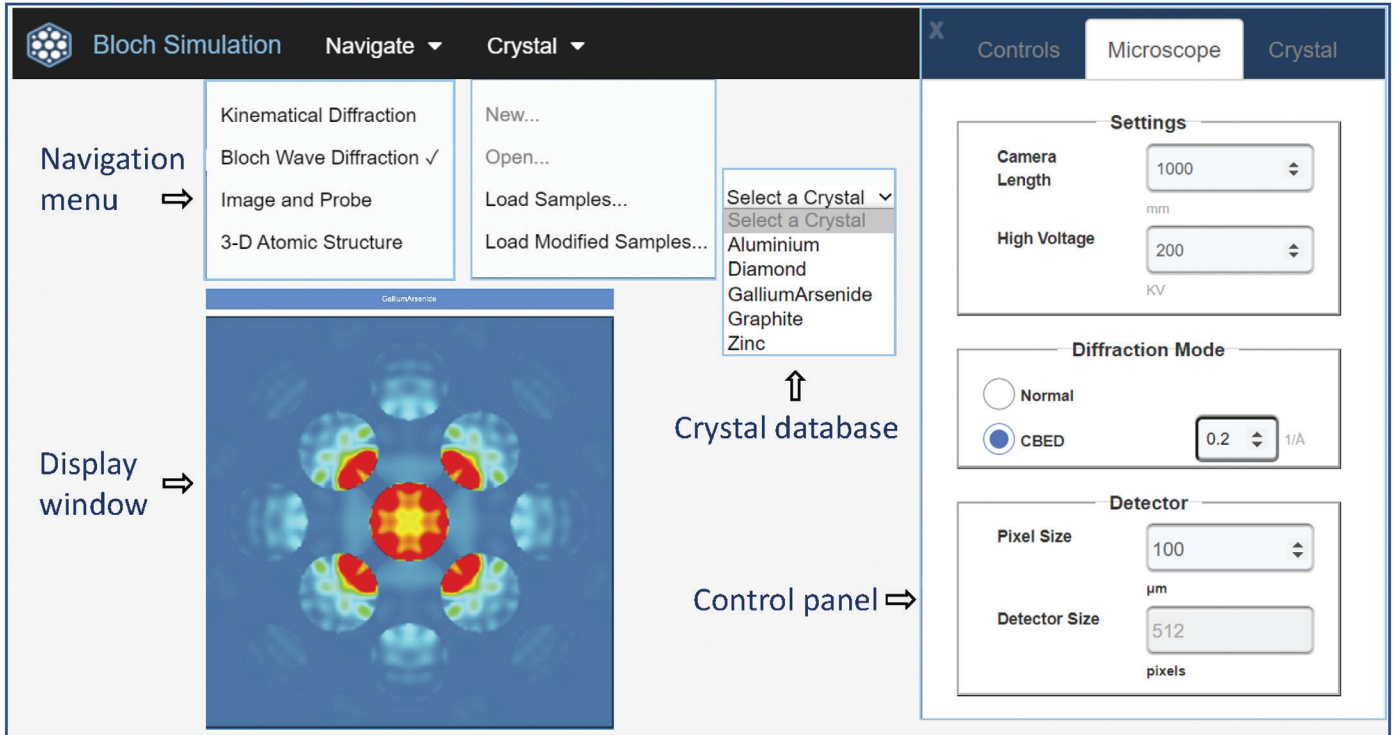 Bloch Simulation Navigate Crystal
X Controls Microscope Crystal
Navigation
menu
Kinematical Diffraction
Bloch Wave Diffraction ✓
Image and Probe
3-D Atomic Structure
New...
Open...
Load Samples...
Load Modified Samples...
Select a Crystal
Select a Crystal
Aluminium
Diamond
GalliumArsenide
Graphite
Zinc
Crystal database
GalliumArsenide
Display
window
Control panel
Settings
Camera
Length
1000
mm
High Voltage
200
KV
Diffraction Mode
Normal
CBED 0.2 1/Å
Detector
Pixel Size
100
µm
Detector Size
512
pixels